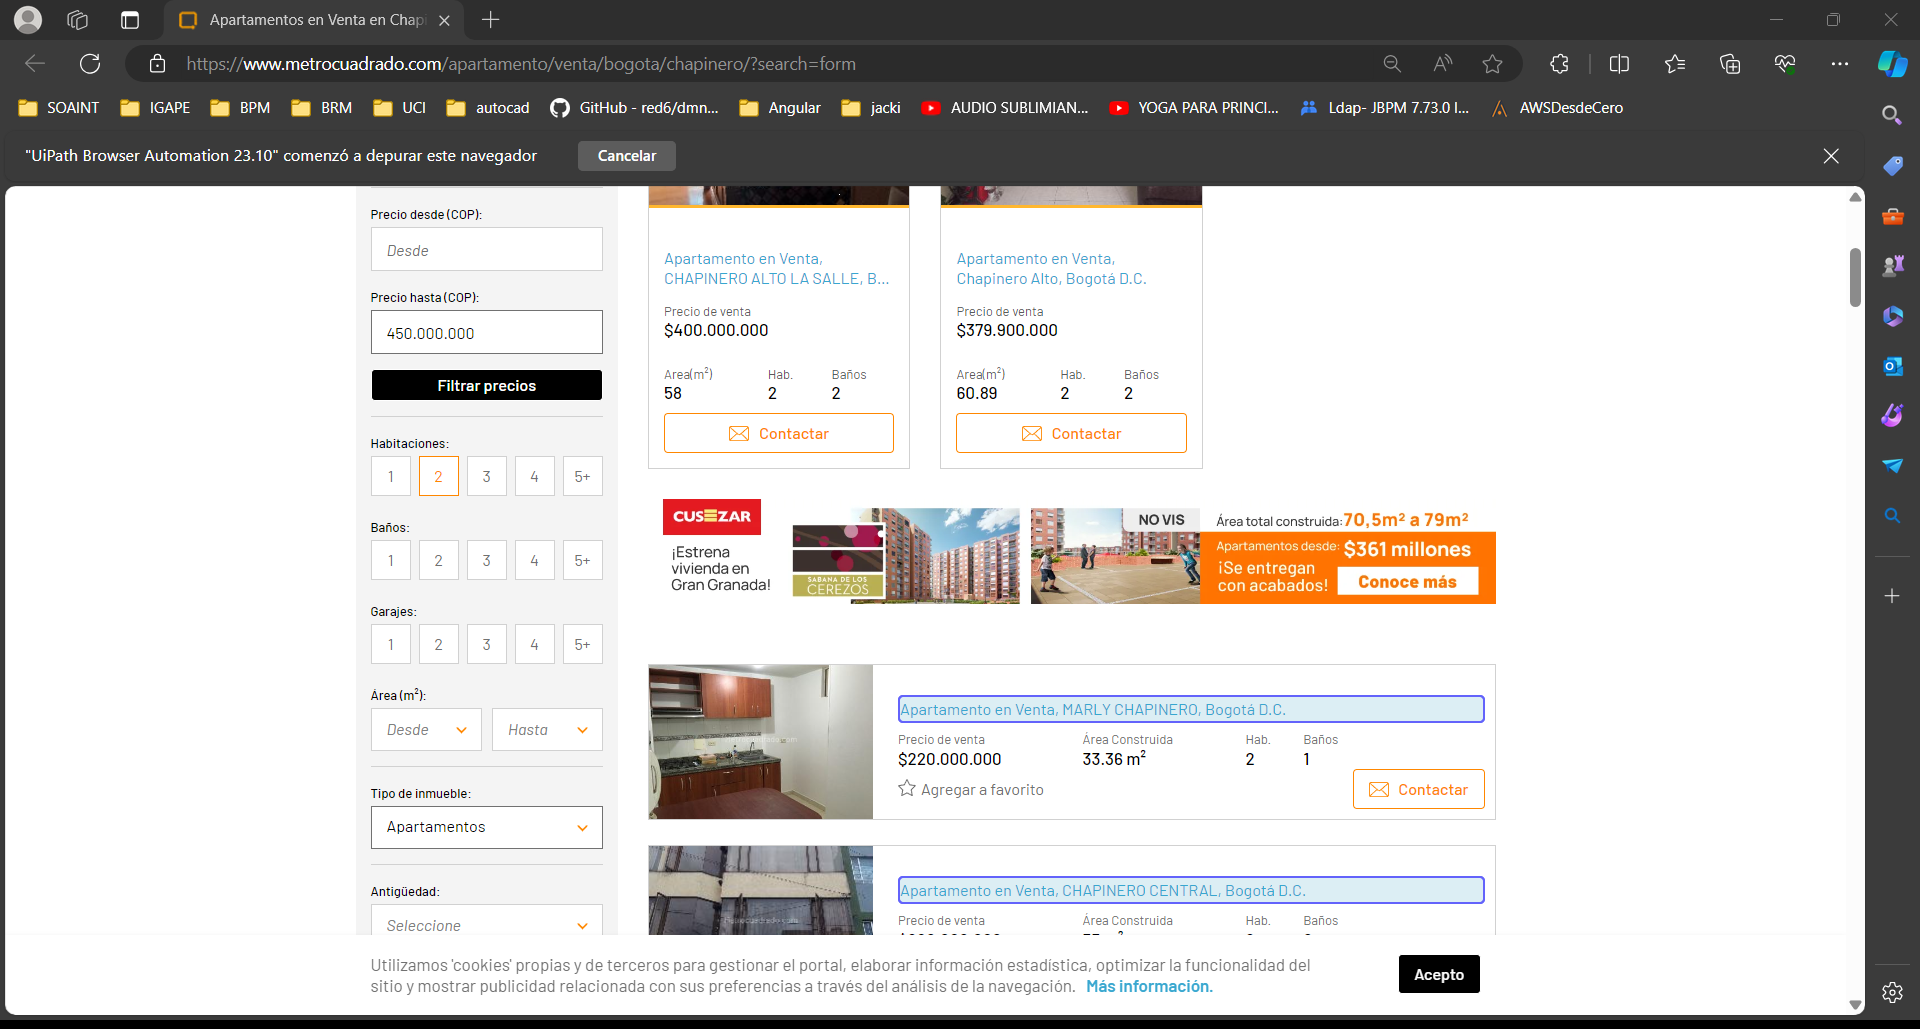 Apartamentos en Venta en Chapi
https://www.metrocuadrado.com/apartamento/venta/bogota/chapinero/?search=form
SOAINT
IGAPE
BPM
BRM
UCI
autocad
GitHub - red6/dmn...
Angular
jacki
AUDIO SUBLIMIAN...
YOGA PARA PRINCI...
Ldap- JBPM 7.73.0 l...
AWSDesdeCero
"UiPath Browser Automation 23.10" comenzó a depurar este navegador
Cancelar
Precio desde (COP):
Desde
Precio hasta (COP):
450.000.000
Filtrar precios
Habitaciones:
1 2 3 4 5+
Baños:
1 2 3 4 5+
Garajes:
1 2 3 4 5+
Área (m²):
Desde
Hasta
Tipo de inmueble:
Apartamentos
Antigüedad:
Seleccione
Apartamento en Venta,
CHAPINERO ALTO LA SALLE, B...
Precio de venta
$400.000.000
Area(m²) Hab. Baños
58 2 2
Contactar
Apartamento en Venta,
Chapinero Alto, Bogotá D.C.
Precio de venta
$379.900.000
Area(m²) Hab. Baños
60.89 2 2
Contactar
CUSEZAR
¡Estrena
vivienda en
Gran Granada!
SABANA DE LOS
CEREZOS
NO VIS
Área total construida: 70,5m² a 79m²
Apartamentos desde: $361 millones
¡Se entregan
con acabados!
Conoce más
Apartamento en Venta, MARLY CHAPINERO, Bogotá D.C.
Precio de venta Área Construida Hab. Baños
$220.000.000 33.36 m² 2 1
Agregar a favorito
Contactar
Apartamento en Venta, CHAPINERO CENTRAL, Bogotá D.C.
Precio de venta Área Construida Hab. Baños
Utilizamos 'cookies' propias y de terceros para gestionar el portal, elaborar información estadística, optimizar la funcionalidad del
sitio y mostrar publicidad relacionada con sus preferencias a través del análisis de la navegación. Más información.
Acepto